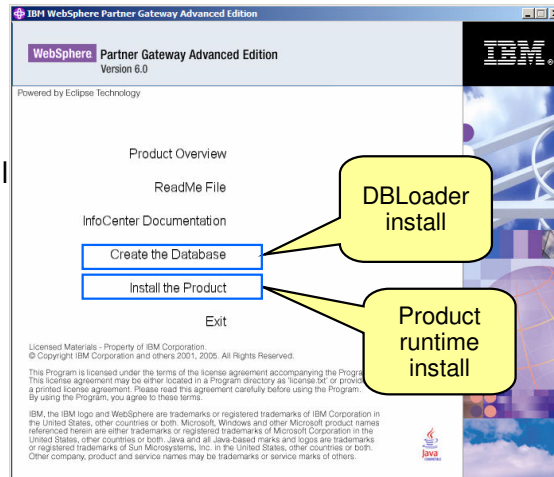 IBM WebSphere Partner Gateway Advanced Edition
WebSphere Partner Gateway Advanced Edition
Version 6.0
IBM®
Powered by Eclipse Technology
Product Overview
ReadMe File
InfoCenter Documentation
Create the Database
Install the Product
Exit
DBLoader
install
Product
runtime
install
Licensed Materials - Property of IBM Corporation.
© Copyright IBM Corporation and others 2001, 2005. All Rights Reserved.
This Program is licensed under the terms of the license agreement accompanying the Progra
This license agreement may be either located in a Program directory as 'license.txt' or provid
a printed license agreement. Please read this agreement carefully before using the Program.
By using the Program, you agree to these terms.
IBM, the IBM logo and WebSphere are trademarks or registered trademarks of IBM Corporation in
the United States, other countries or both. Microsoft, Windows and other Microsoft product names
referenced herein are either trademarks or registered trademarks of Microsoft Corporation in the
United States, other countries or both. Java and all Java-based marks and logos are trademarks
or registered trademarks of Sun Microsystems, Inc. in the United States, other countries or both.
Other company, product and service names may be trademarks or service marks of others.
Java